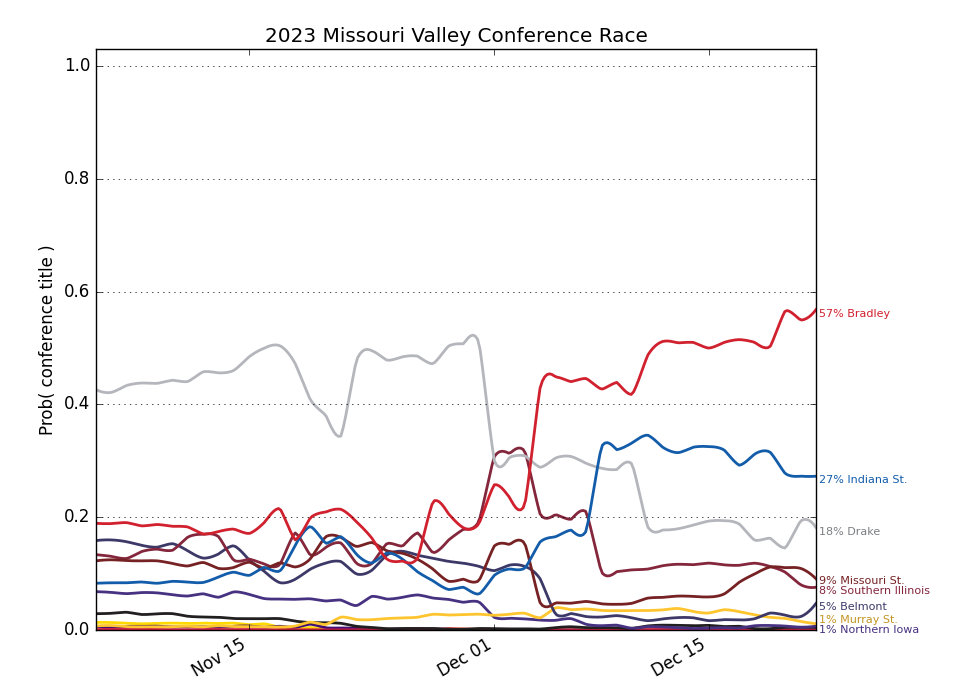 2023 Missouri Valley Conference Race
1.0
0.8
0.6
0.4
0.2
0.0
Prob( conference title )
57% Bradley
27% Indiana St.
18% Drake
9% Missouri St.
8% Southern Illinois
5% Belmont
1% Murray St.
1% Northern Iowa
Nov 15
Dec 01
Dec 15